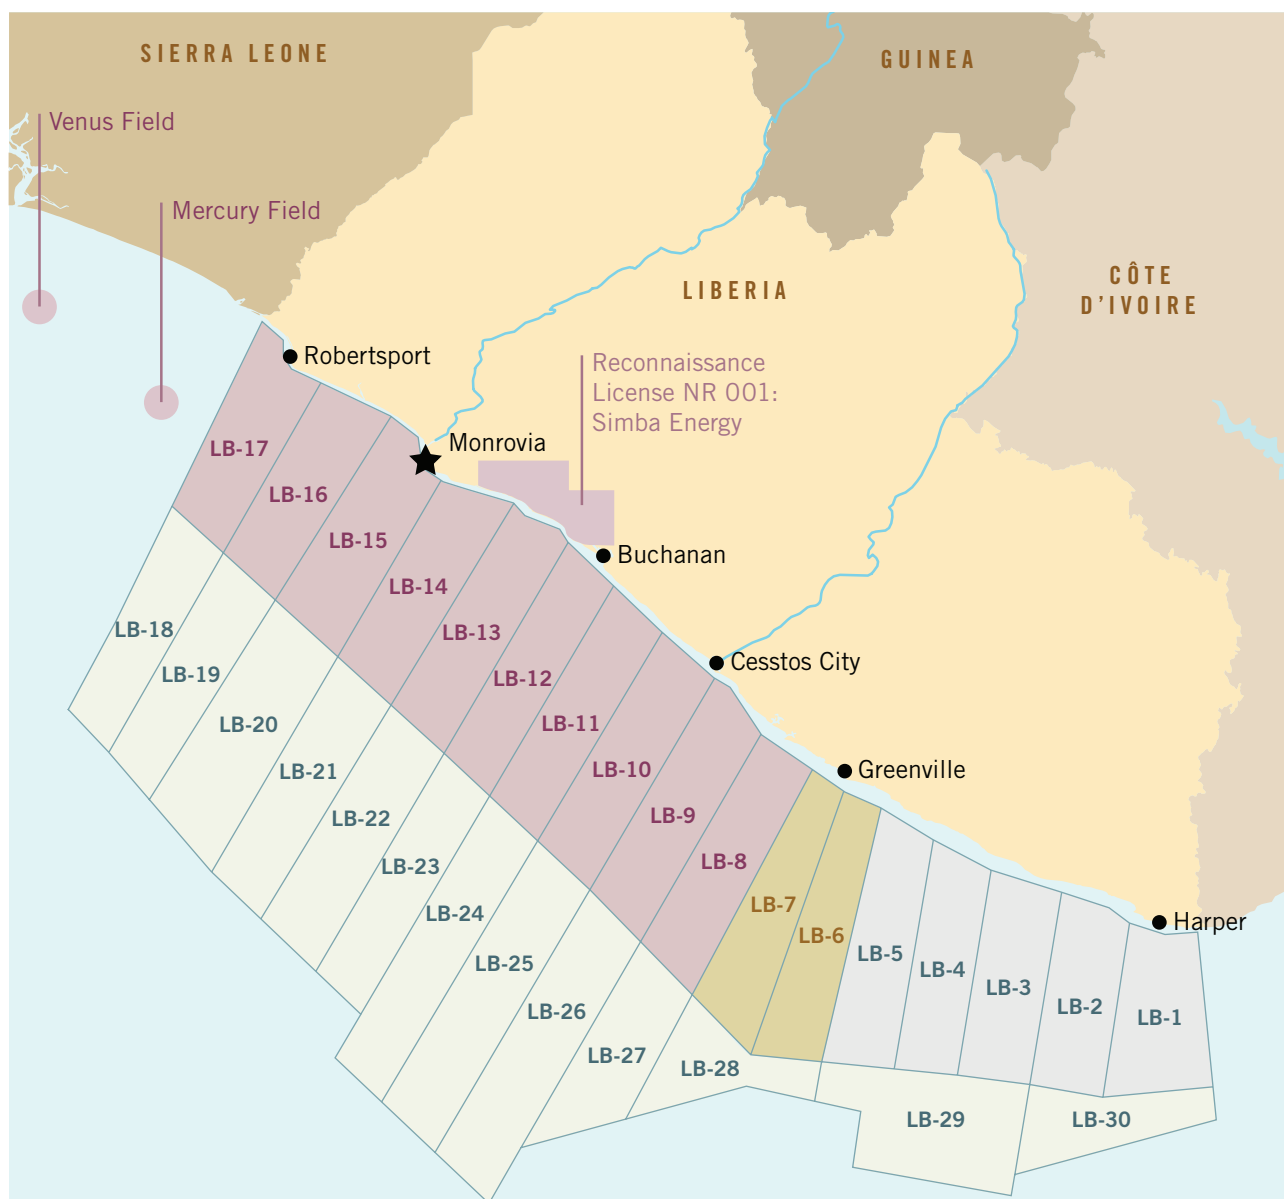 SIERRA LEONE
GUINEA
Venus Field
Mercury Field
LIBERIA
CÔTE
D'IVOIRE
Robertsport
Reconnaissance
License NR 001:
Simba Energy
Monrovia
Buchanan
Cesstos City
Greenville
Harper
LB-17
LB-16
LB-15
LB-14
LB-13
LB-12
LB-11
LB-10
LB-9
LB-8
LB-7
LB-6
LB-5
LB-4
LB-3
LB-2
LB-1
LB-18
LB-19
LB-20
LB-21
LB-22
LB-23
LB-24
LB-25
LB-26
LB-27
LB-28
LB-29
LB-30